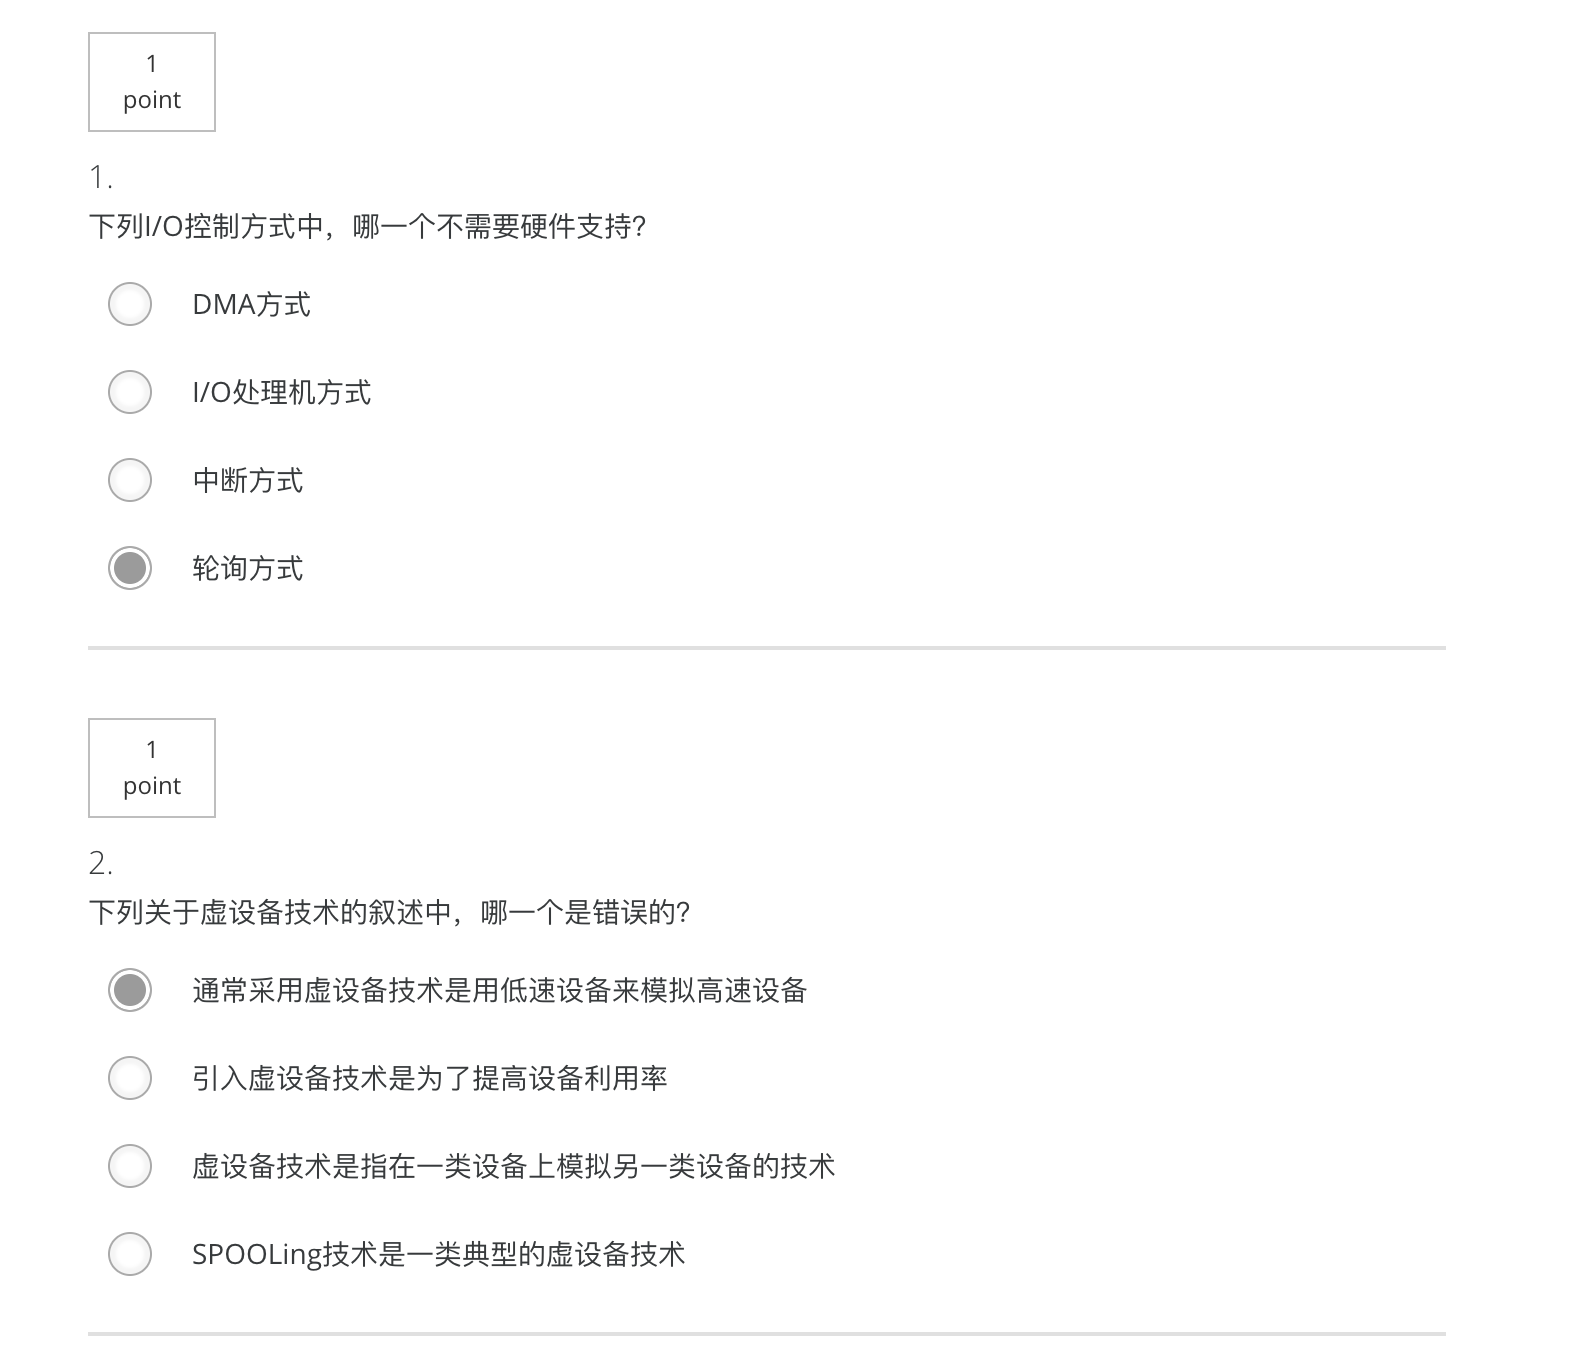 1
point
1.
下列I/O控制方式中，哪一个不需要硬件支持?
DMA方式
I/O处理机方式
中断方式
轮询方式
1
point
2.
下列关于虚设备技术的叙述中，哪一个是错误的?
通常采用虚设备技术是用低速设备来模拟高速设备
引入虚设备技术是为了提高设备利用率
虚设备技术是指在一类设备上模拟另一类设备的技术
SPOOLing技术是一类典型的虚设备技术